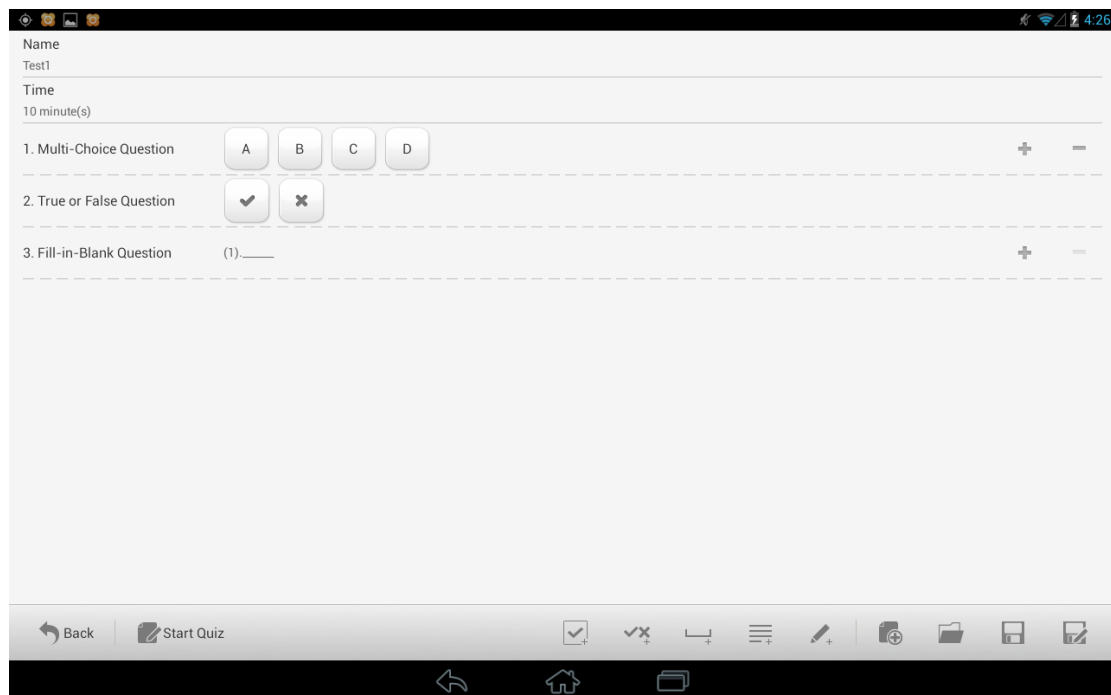 4:26
Name
Test1
Time
10 minute(s)
1. Multi-Choice Question A B C D
2. True or False Question
3. Fill-in-Blank Question (1).____
Back Start Quiz